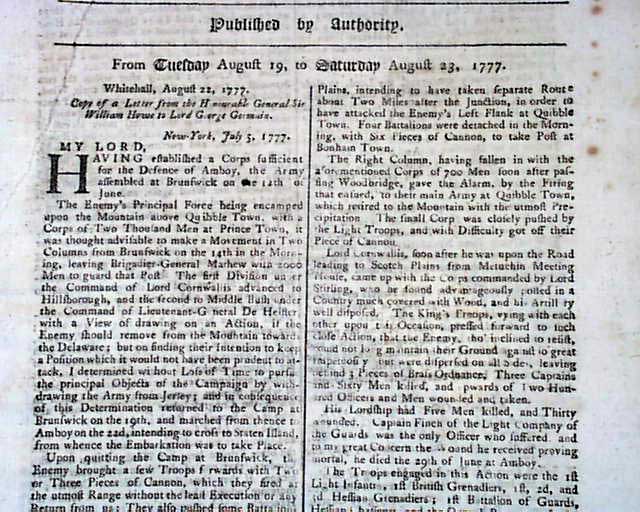 Published by Authority.
From Tuesday August 19, to Saturday August 23, 1777.
Whitehall, August 22, 1777.
Copy of a Letter from the Honourable General Sir
William Howe to Lord George Germain.
New-York, July 5, 1777.
MY LORD,
HAVING established a Corps sufficient
for the Defence of Amboy, the Army
assembled at Brunswick on the 12th of
June.
The Enemy's Principal Force being encamped
upon the Mountain above Quibble Town, with a
Corps of Two Thousand Men at Prince Town, it
was thought advisable to make a Movement in Two
Columns from Brunswick on the 14th in the Morn-
ing, leaving Brigadier-General Mathew with 2000
Men to guard that Post. The first Division under
the Command of Lord Cornwallis advanced to
Hillsborough, and the second to Middle Bush under
the Command of Lieutenant-General De Heister
with a View of drawing on an Action, if the
Enemy should remove from the Mountain towards
the Delaware; but on finding their Intention to keep
a Position which it would not have been prudent to at-
tack, I determined without Loss of Time to pursue
the principal Objects of the Campaign by with-
drawing the Army from Jersey; and in consequence
of this Determination returned to the Camp at
Brunswick on the 19th, and marched from thence to
Amboy on the 22d, intending to cross to Staten Island,
from whence the Embarkation was to take Place.
Upon quitting the Camp at Brunswick, the
Enemy brought a few Troops forwards with Two
or Three Pieces of Cannon, which they fired at
the utmost Range without the least Execution or any
Return from us; They also pushed some Battalions
Plains, intending to have taken separate Routes
about Two Miles after the Junction, in order to
have attacked the Enemy's Left Flank at Quibble
Town. Four Battalions were detached in the Morn-
ing, with Six Pieces of Cannon, to take Post at
Bonham Town.
The Right Column, having fallen in with the
aforementioned Corps of 700 Men soon after pas-
sing Woodbridge, gave the Alarm, by the Firing
that ensued, to their main Army at Quibble Town,
which retired to the Mountain with the utmost Pre-
cipitation. The small Corp was closely pushed by
the Light Troops, and with Difficulty got off their
Piece of Cannon.
Lord Cornwallis, soon after he was upon the Road
leading to Scotch Plains from Metuchin Meeting
House, came up with the Corps commanded by Lord
Stirling, who he found advantageously posted in a
Country much covered with Wood, and his Artillery
well disposed. The King's Troops, vying with each
other upon this Occasion, pressed forward to such
close Action, that the Enemy, tho' inclined to resist,
could not long maintain their Ground against so great
Impetuosity, but were dispersed on all Sides, leaving
behind 3 Pieces of Brass Ordnance, Three Captains
and Sixty Men killed, and upwards of Two Hun-
dred Officers and Men wounded and taken.
His Lordship had Five Men killed, and Thirty
wounded. Captain Finch of the Light Company of
the Guards was the only Officer who suffered, and
to my great Concern the Wound he received proving
mortal, he died the 29th of June at Amboy.
The Troops engaged in this Action were the 1st
Light Infantry, 1st British Grenadiers, 1st, 2d, and
3d Hessian Grenadiers; 1st Battalion of Guards,